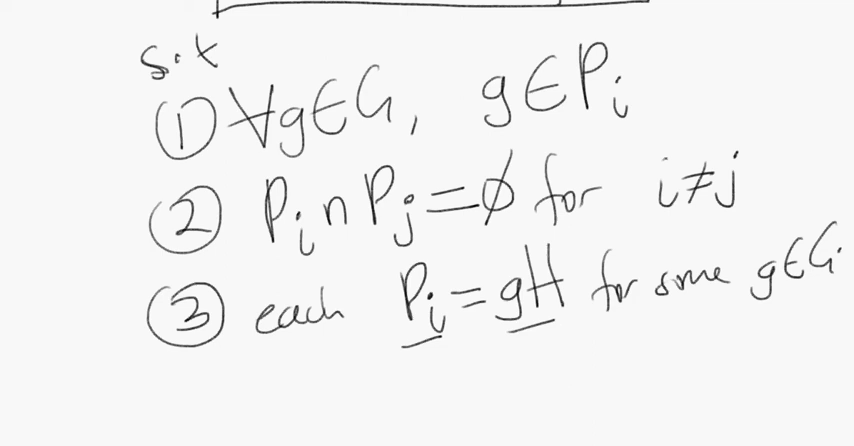 s.t
① ∀g∈G, g∈Pᵢ
② Pᵢ∩Pⱼ=∅ for i≠j
③ each Pᵢ=gH for some g∈G.